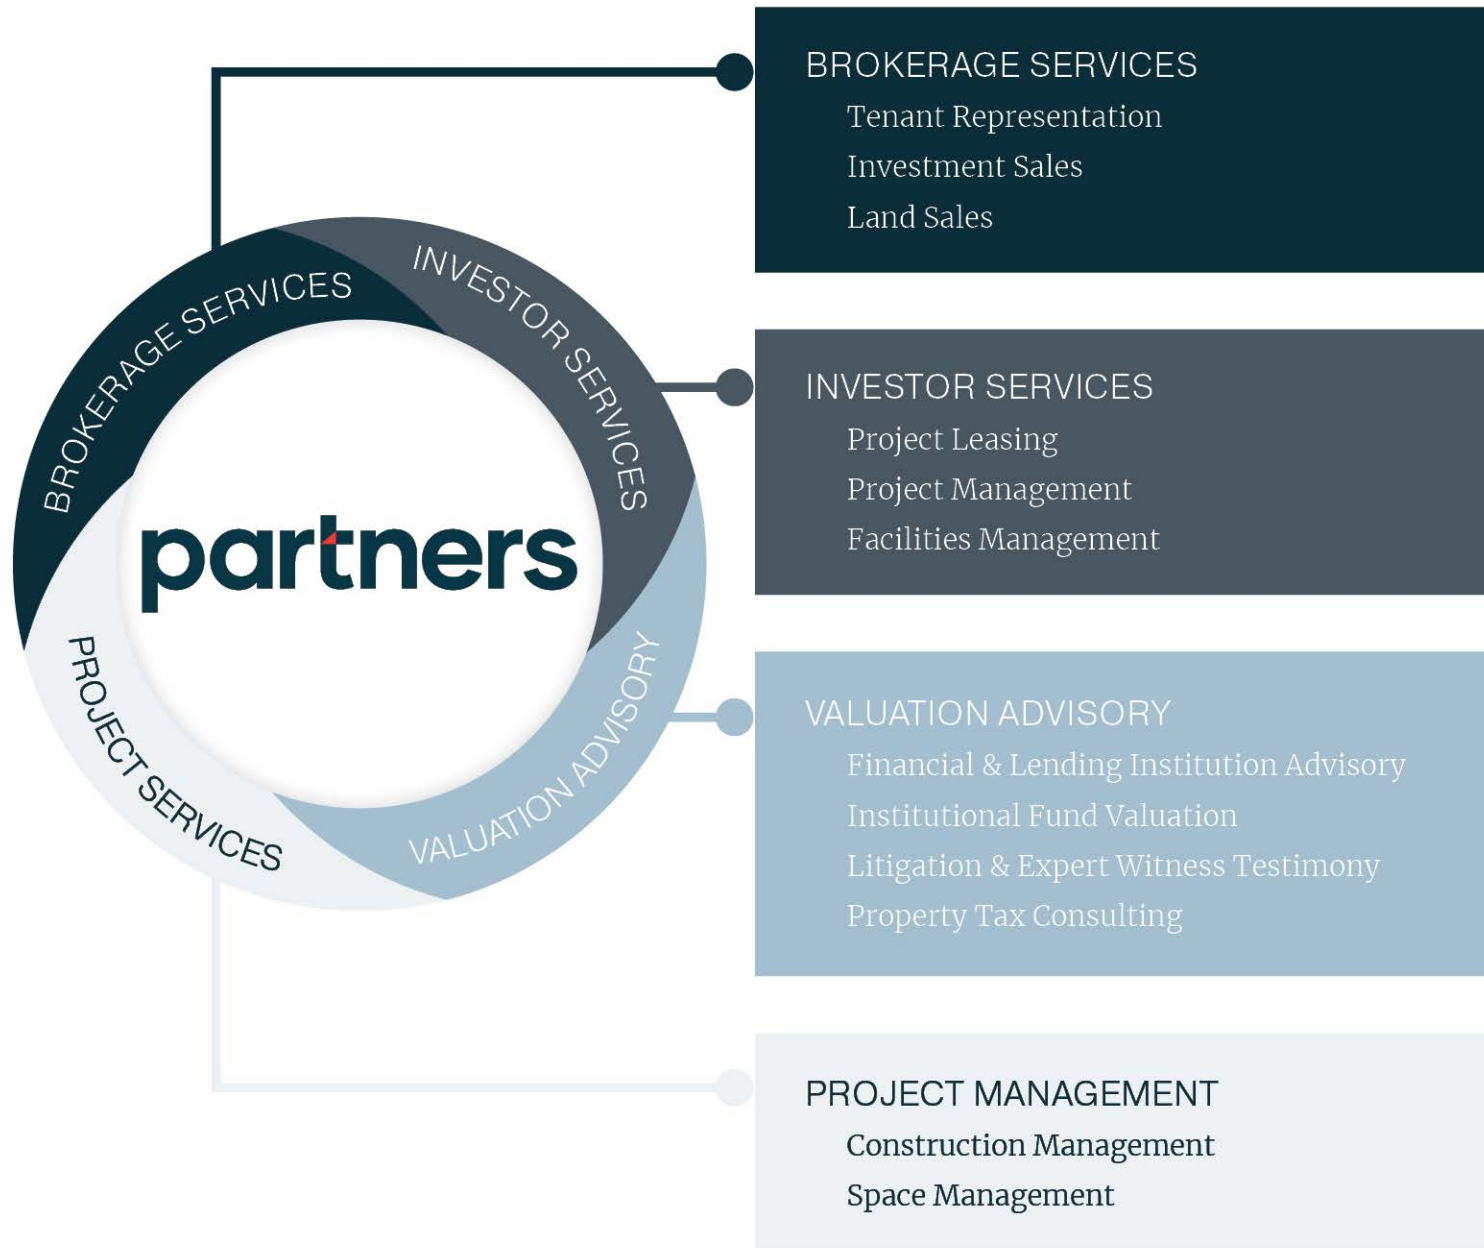 BROKERAGE SERVICES
INVESTOR SERVICES
VALUATION ADVISORY
PROJECT SERVICES
partners
BROKERAGE SERVICES
Tenant Representation
Investment Sales
Land Sales
INVESTOR SERVICES
Project Leasing
Project Management
Facilities Management
VALUATION ADVISORY
Financial & Lending Institution Advisory
Institutional Fund Valuation
Litigation & Expert Witness Testimony
Property Tax Consulting
PROJECT MANAGEMENT
Construction Management
Space Management